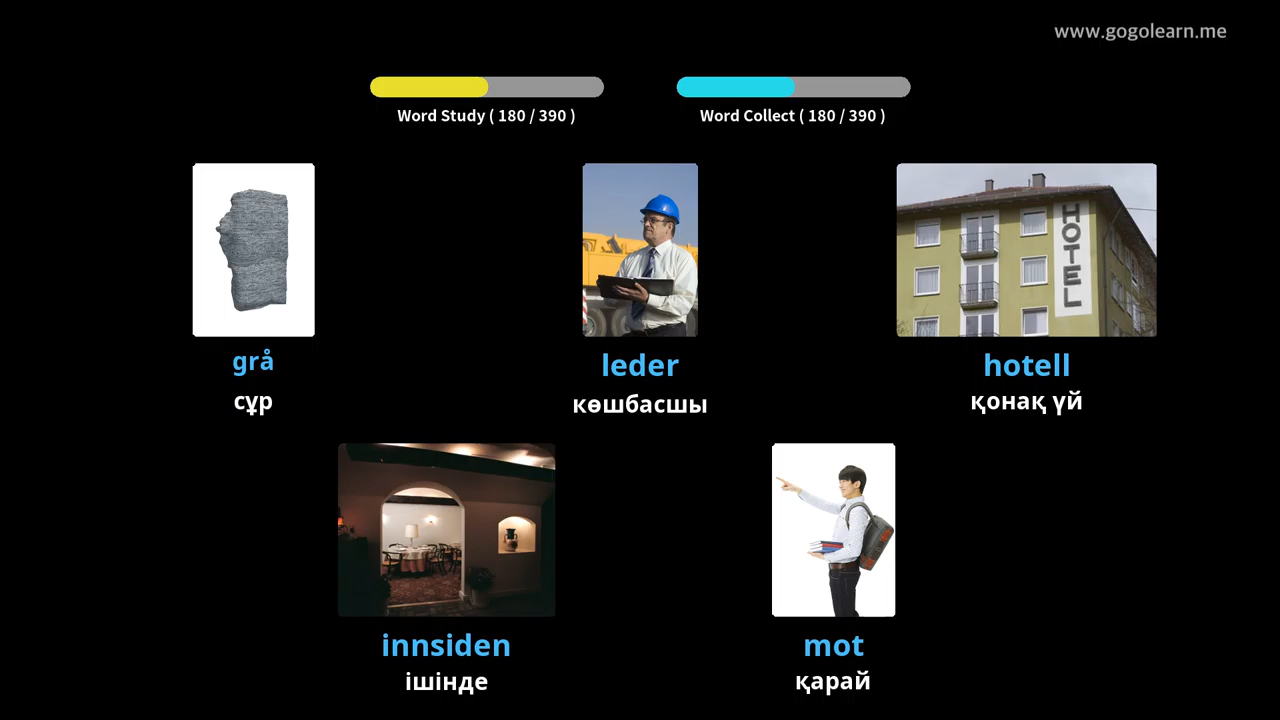 www.gogolearn.me
Word Study ( 180 / 390 )
Word Collect ( 180 / 390 )
HOTEL
grå
сұр
leder
көшбасшы
hotell
қонақ үй
innsiden
ішінде
mot
қарай